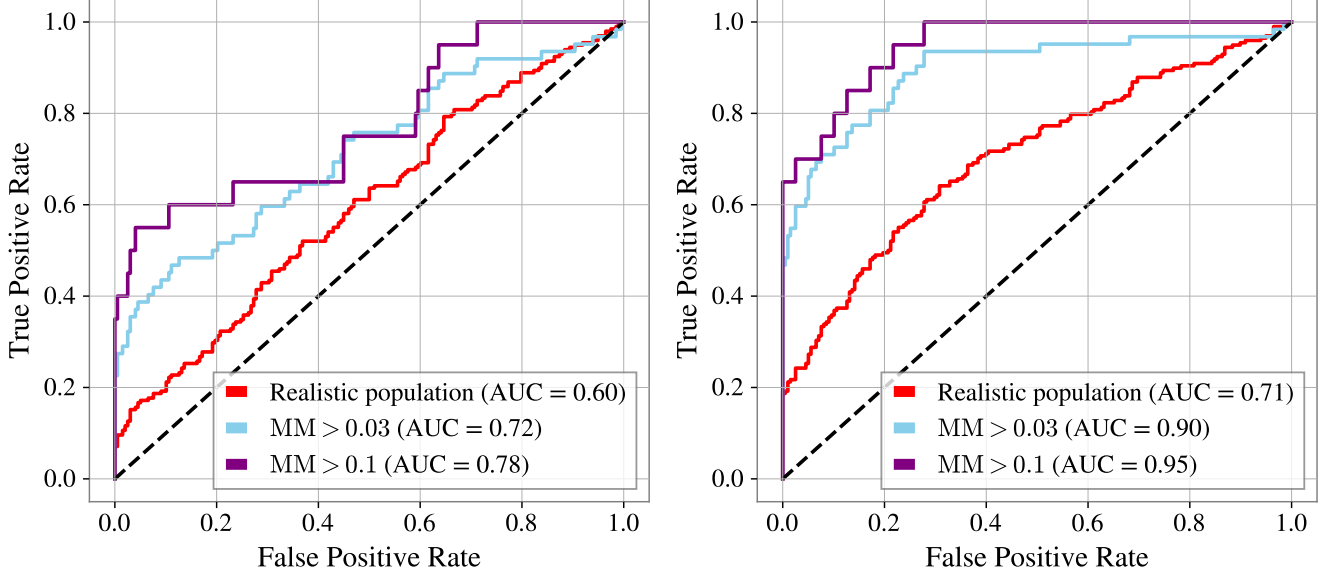 True Positive Rate
1.0
0.8
0.6
0.4
0.2
0.0
Realistic population (AUC = 0.60)
MM > 0.03 (AUC = 0.72)
MM > 0.1 (AUC = 0.78)
0.0 0.2 0.4 0.6 0.8 1.0
False Positive Rate
True Positive Rate
1.0
0.8
0.6
0.4
0.2
0.0
Realistic population (AUC = 0.71)
MM > 0.03 (AUC = 0.90)
MM > 0.1 (AUC = 0.95)
0.0 0.2 0.4 0.6 0.8 1.0
False Positive Rate